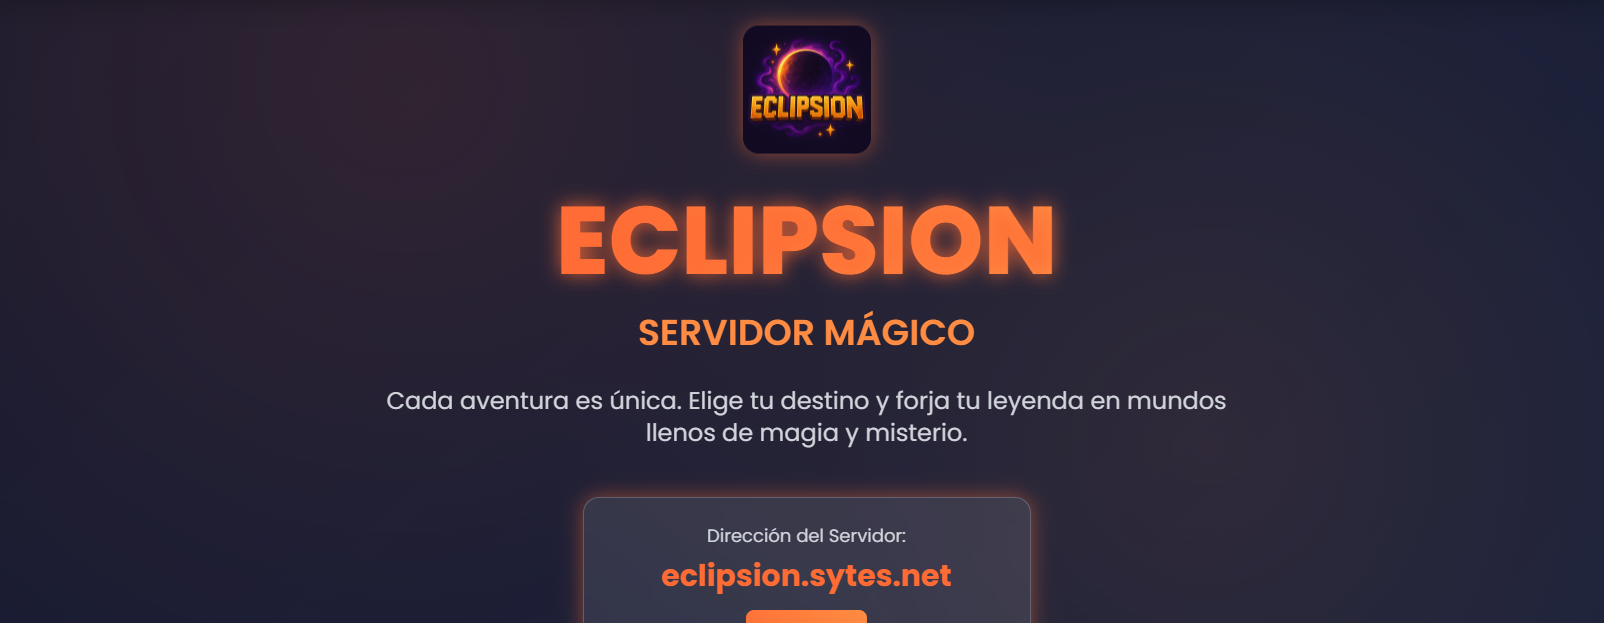 ECLIPSION
ECLIPSION
SERVIDOR MÁGICO
Cada aventura es única. Elige tu destino y forja tu leyenda en mundos
llenos de magia y misterio.
Dirección del Servidor:
eclipsion.sytes.net